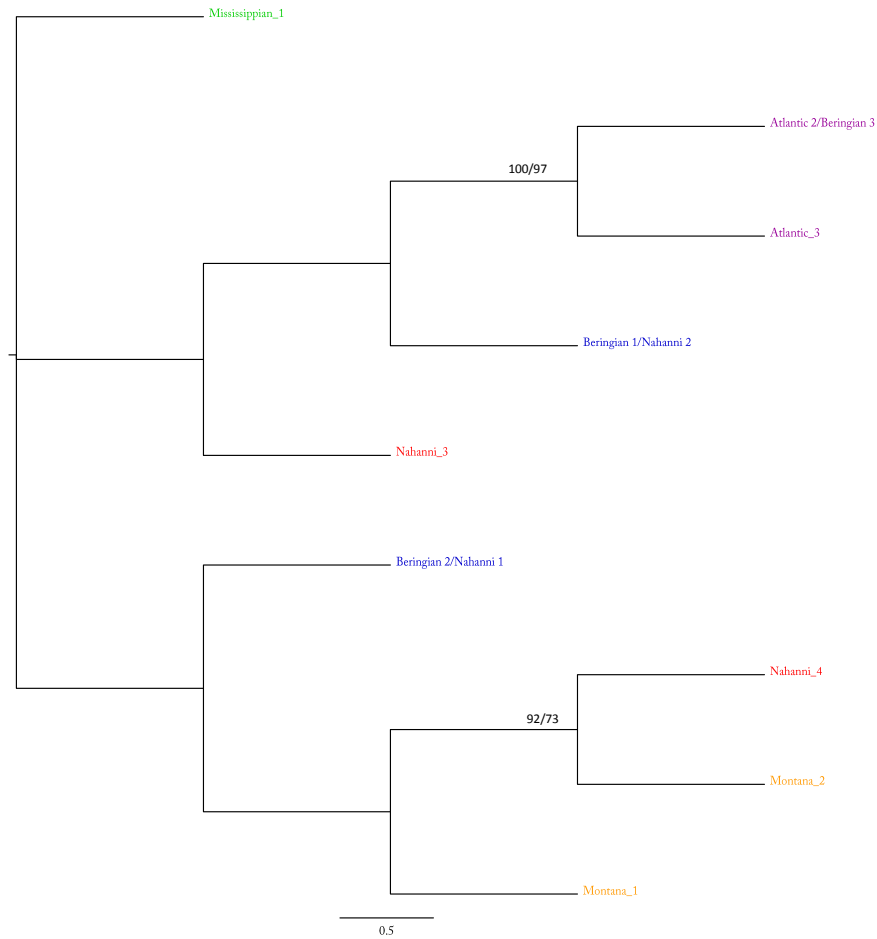 Mississippian_1
Atlantic 2/Beringian 3
100/97
Atlantic_3
Beringian 1/Nahanni 2
Nahanni_3
Beringian 2/Nahanni 1
Nahanni_4
92/73
Montana_2
Montana_1
0.5